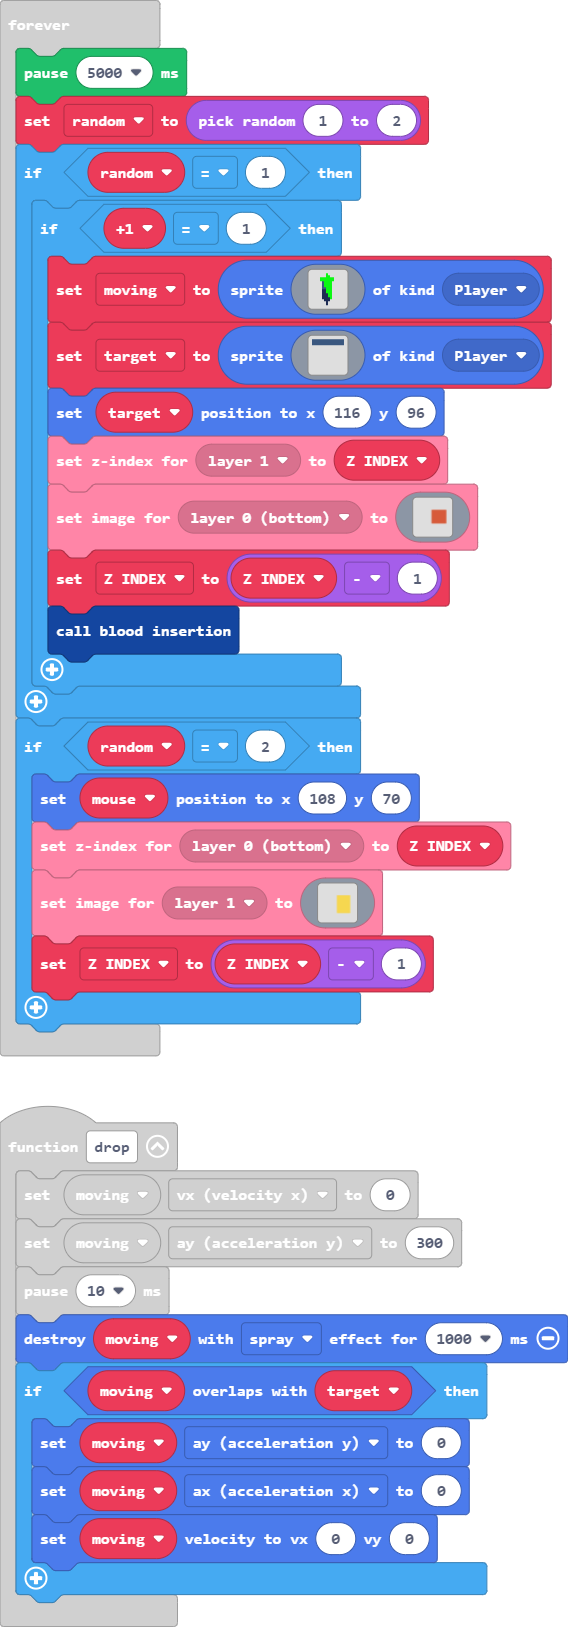 forever
pause 5000 ms
set random to pick random 1 to 2
if random = 1 then
if +1 = 1 then
set moving to sprite of kind Player
set target to sprite of kind Player
set target position to x 116 y 96
set z-index for layer 1 to Z INDEX
set image for layer 0 (bottom) to
set Z INDEX to Z INDEX - 1
call blood insertion
if random = 2 then
set mouse position to x 108 y 70
set z-index for layer 0 (bottom) to Z INDEX
set image for layer 1 to
set Z INDEX to Z INDEX - 1
function drop
set moving vx (velocity x) to 0
set moving ay (acceleration y) to 300
pause 10 ms
destroy moving with spray effect for 1000 ms
if moving overlaps with target then
set moving ay (acceleration y) to 0
set moving ax (acceleration x) to 0
set moving velocity to vx 0 vy 0